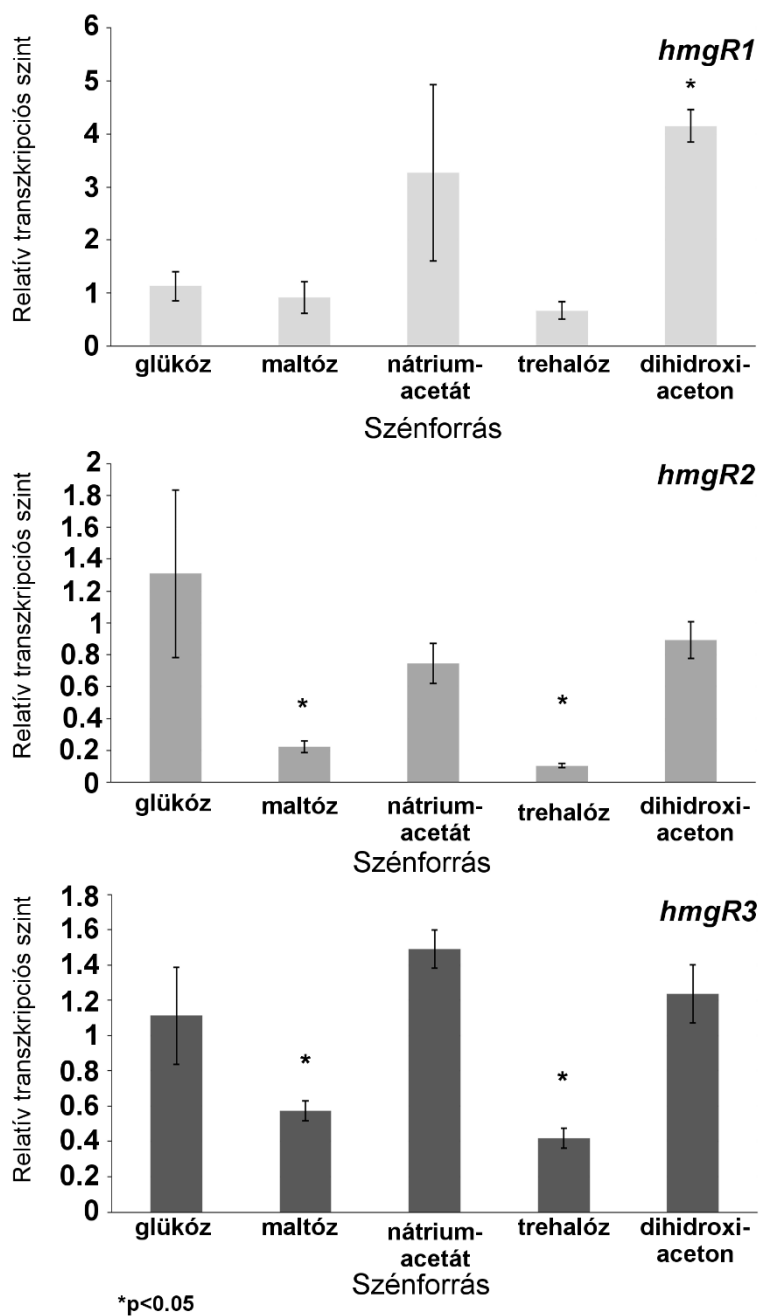 hmgR1
Relatív transzkripciós szint
6
5
4
3
2
1
0
*
glükóz
maltóz
nátrium-
acetát
trehalóz
dihidroxi-
aceton
Szénforrás
hmgR2
Relatív transzkripciós szint
2
1.8
1.6
1.4
1.2
1
0.8
0.6
0.4
0.2
0
*
*
glükóz
maltóz
nátrium-
acetát
trehalóz
dihidroxi-
aceton
Szénforrás
hmgR3
Relatív transzkripciós szint
1.8
1.6
1.4
1.2
1
0.8
0.6
0.4
0.2
0
*
*
glükóz
maltóz
nátrium-
acetát
trehalóz
dihidroxi-
aceton
Szénforrás
*p<0.05